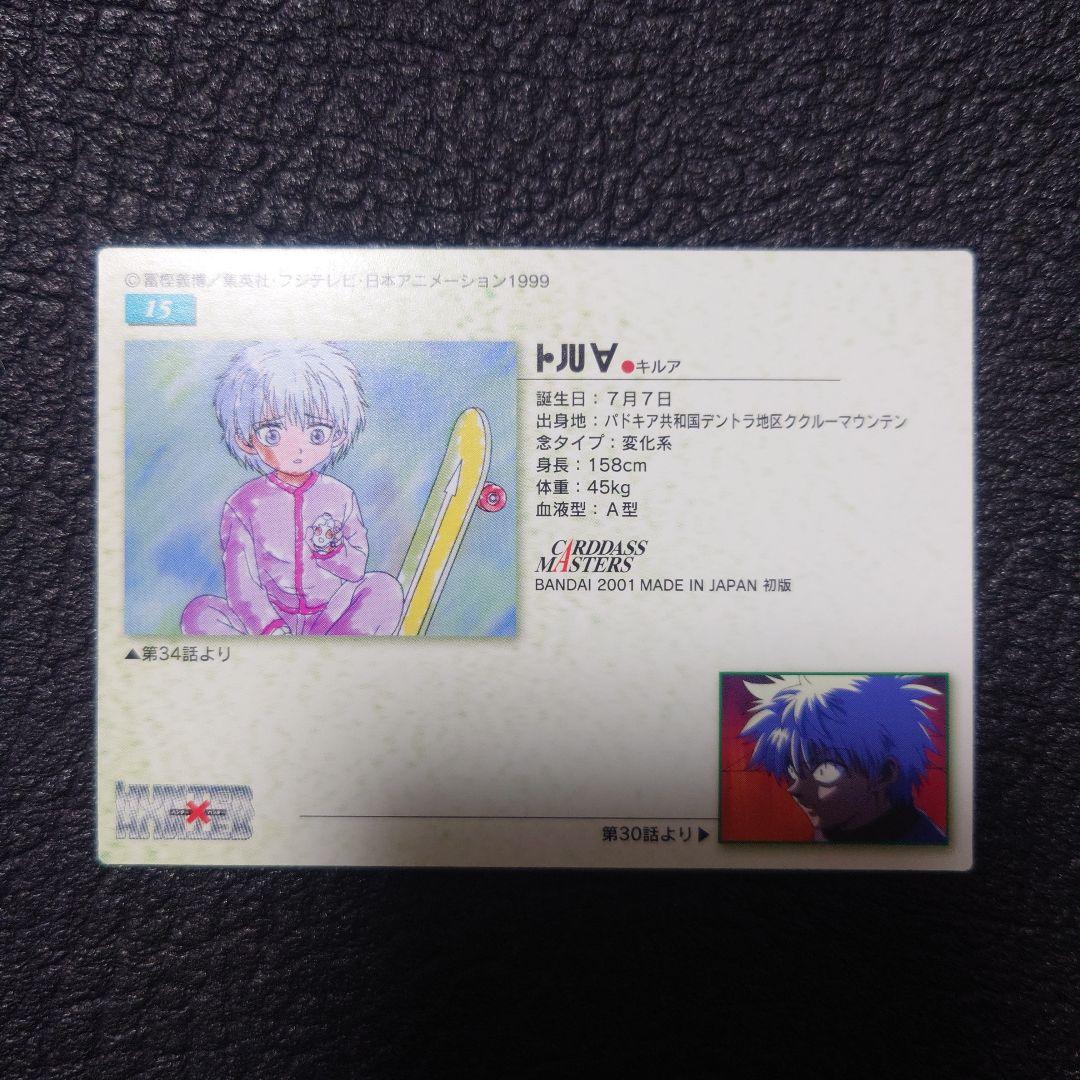 ©冨樫義博／集英社・フジテレビ・日本アニメーション1999
15
●キルア
誕生日：７月７日
出身地：パドキア共和国デントラ地区ククルーマウンテン
念タイプ：変化系
身長：158cm
体重：45kg
血液型：Ａ型
CARDDASS
MASTERS
BANDAI 2001 MADE IN JAPAN 初版
▲第34話より
HUNTER×HUNTER
第30話より▶